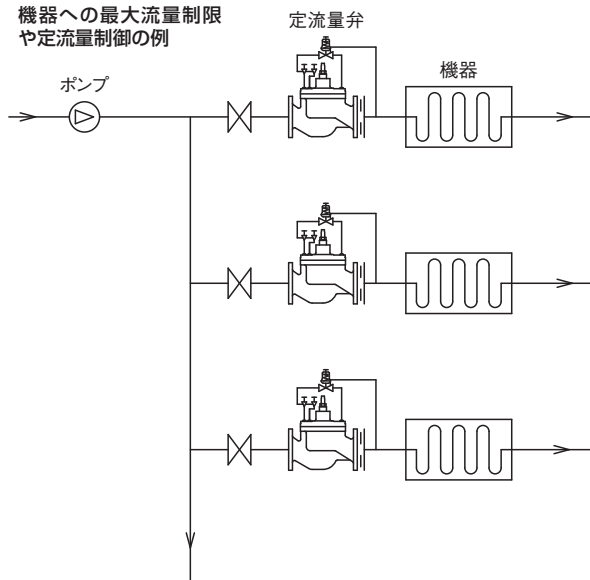 機器への最大流量制限
や定流量制御の例
定流量弁
ポンプ
機器